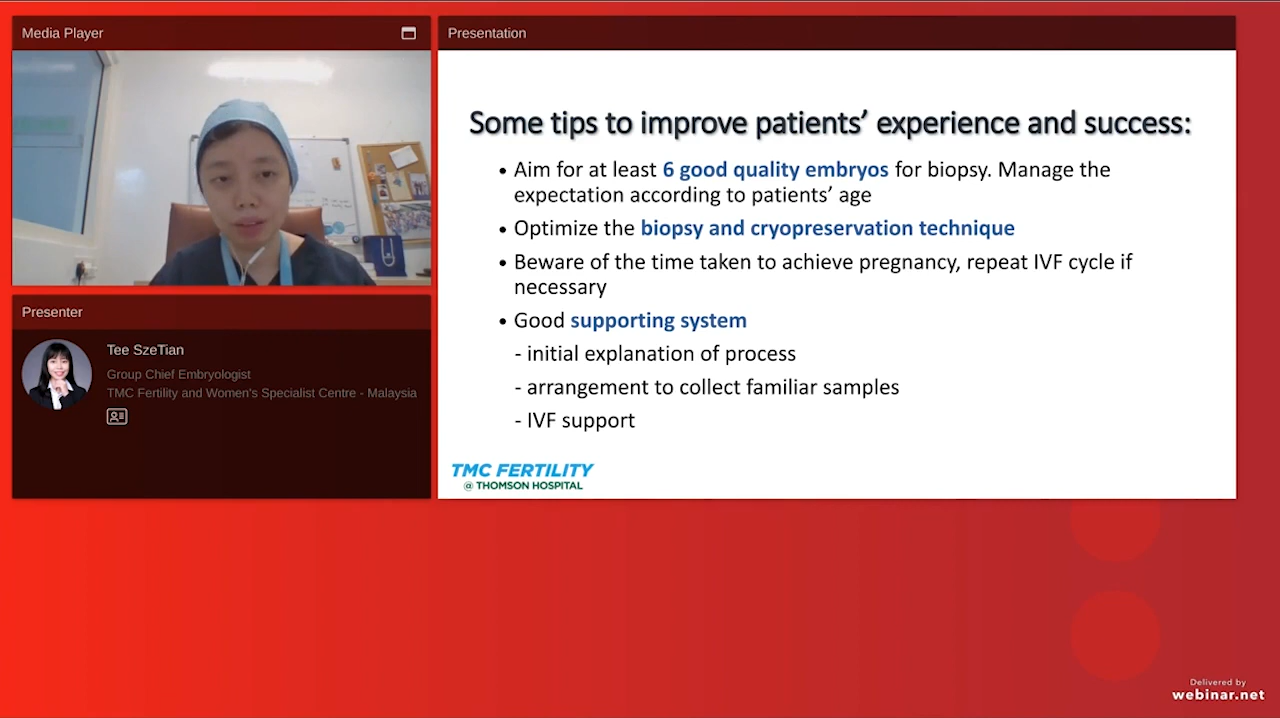 Media Player
Presenter
Tee SzeTian
Group Chief Embryologist
TMC Fertility and Women's Specialist Centre - Malaysia
Presentation
Some tips to improve patients’ experience and success:
• Aim for at least 6 good quality embryos for biopsy. Manage the
expectation according to patients’ age
• Optimize the biopsy and cryopreservation technique
• Beware of the time taken to achieve pregnancy, repeat IVF cycle if
necessary
• Good supporting system
- initial explanation of process
- arrangement to collect familiar samples
- IVF support
TMC FERTILITY
@ THOMSON HOSPITAL
Delivered by
webinar.net